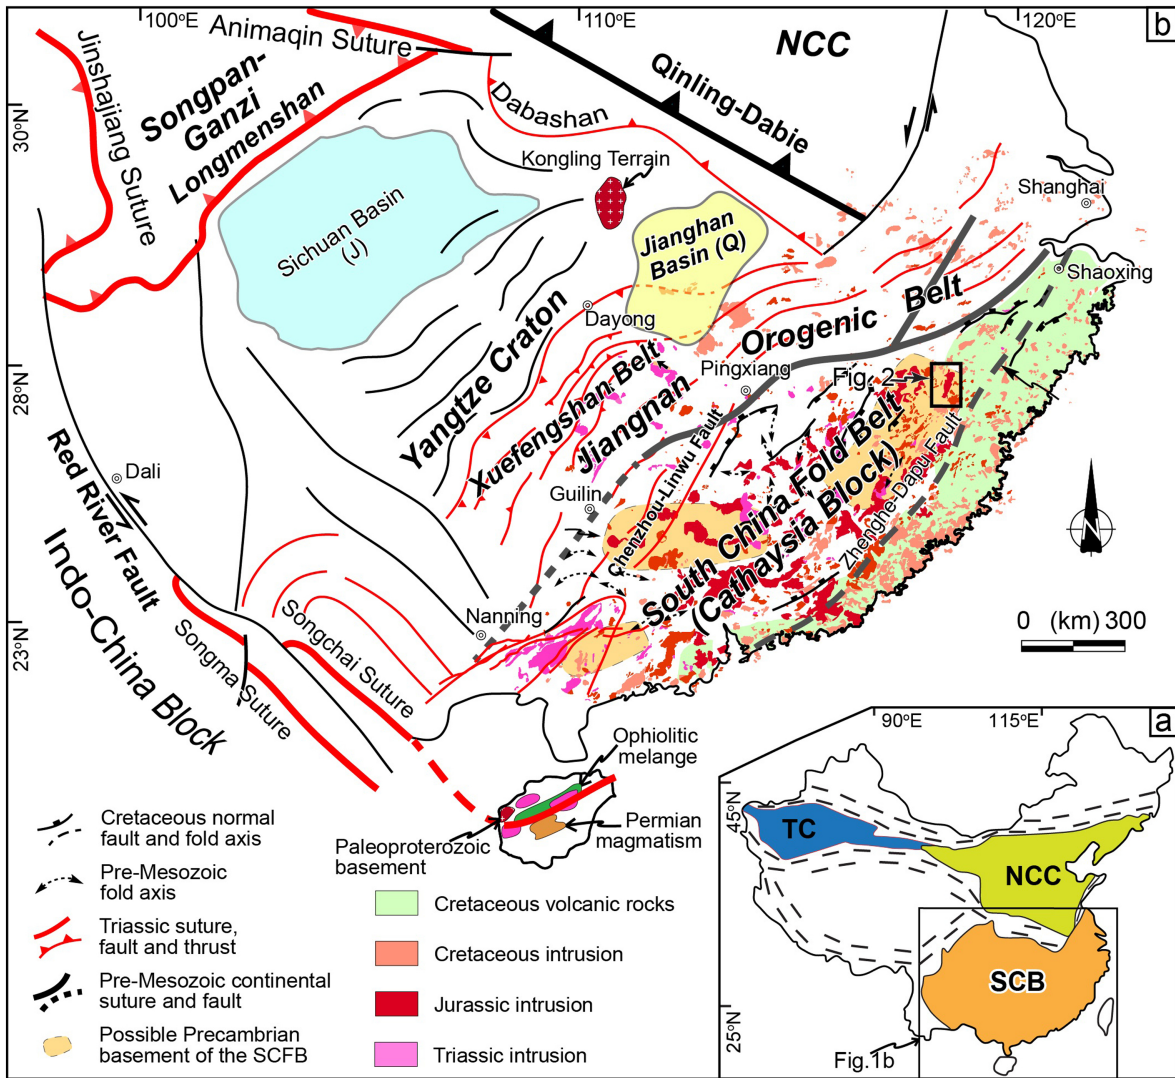 100°E
110°E
120°E
b
Animaqin Suture
NCC
Jinshajiang Suture
Songpan-
Ganzi
Longmenshan
Qinling-Dabie
Dabashan
30°N
Kongling Terrain
Shanghai
Sichuan Basin
(J)
Jianghan
Basin (Q)
Shaoxing
Orogenic Belt
Dayong
Yangtze Craton
Pingxiang
Fig. 2
28°N
Xuefengshan Belt
Jiangnan
South China Fold Belt
(Cathaysia Block)
Chenzhou-Linwu Fault
Zhenghe-Dapu Fault
Red River Fault
Dali
Guilin
Indo-China Block
Nanning
23°N
Songma Suture
Songchai Suture
0 (km) 300
Ophiolitic
melange
Permian
magmatism
Paleoproterozoic
basement
Cretaceous normal
fault and fold axis
Pre-Mesozoic
fold axis
Triassic suture,
fault and thrust
Pre-Mesozoic continental
suture and fault
Possible Precambrian
basement of the SCFB
Cretaceous volcanic rocks
Cretaceous intrusion
Jurassic intrusion
Triassic intrusion
90°E
115°E
a
45°N
TC
NCC
SCB
25°N
Fig.1b